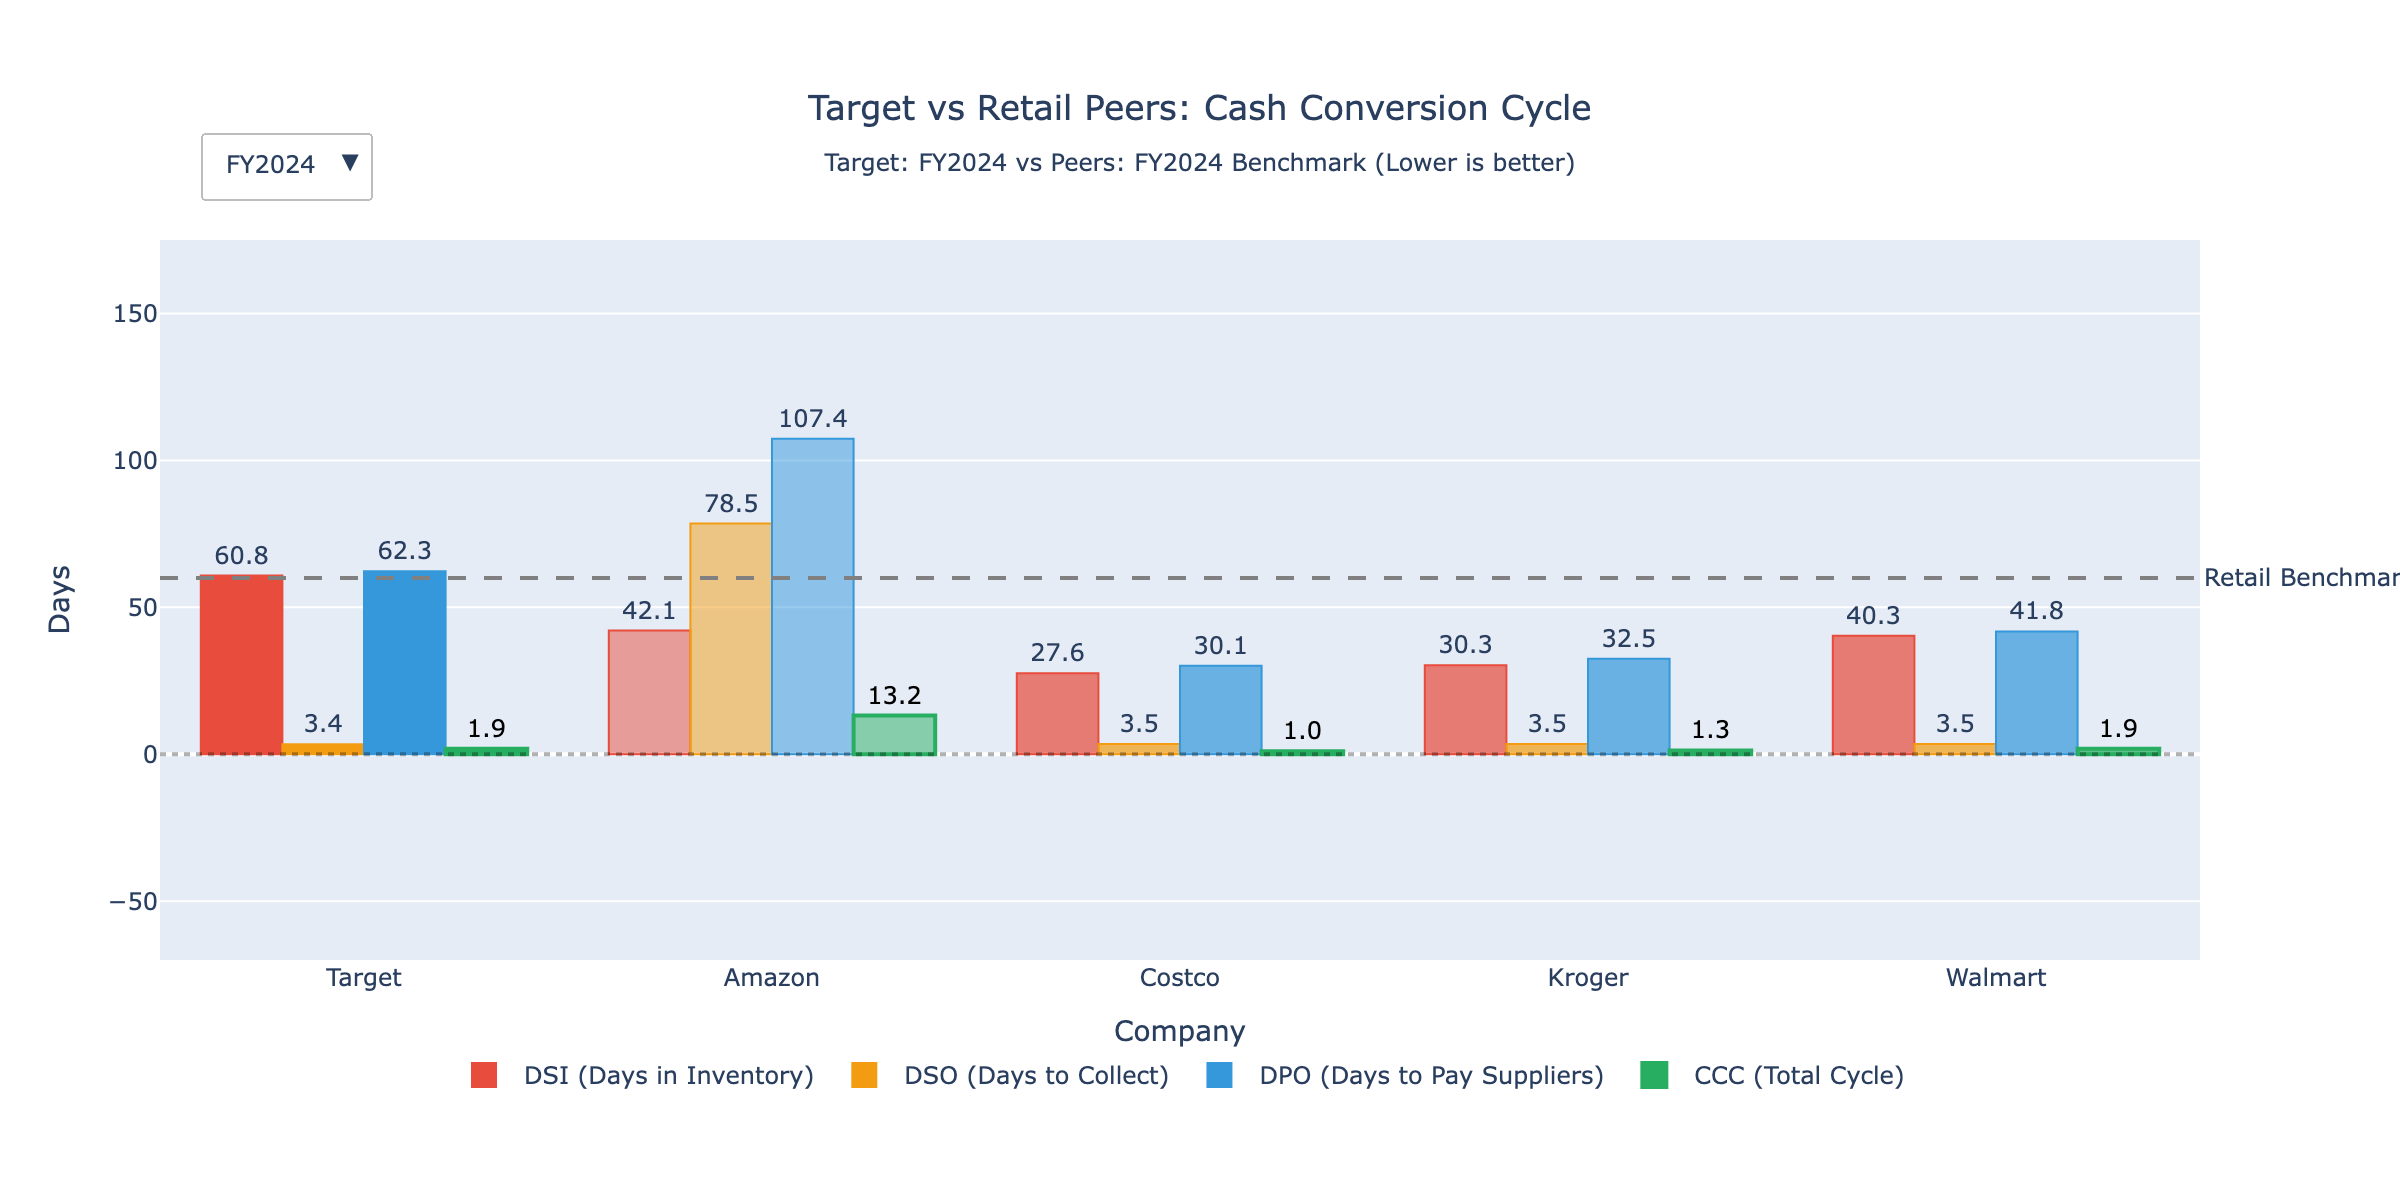 Target vs Retail Peers: Cash Conversion Cycle
Target: FY2024 vs Peers: FY2024 Benchmark (Lower is better)
FY2024 ▼
Days
150
100
50
0
−50
60.8
3.4
62.3
1.9
42.1
78.5
107.4
13.2
27.6
3.5
30.1
1.0
30.3
3.5
32.5
1.3
40.3
3.5
41.8
1.9
Retail Benchmar
Target
Amazon
Costco
Kroger
Walmart
Company
DSI (Days in Inventory)
DSO (Days to Collect)
DPO (Days to Pay Suppliers)
CCC (Total Cycle)